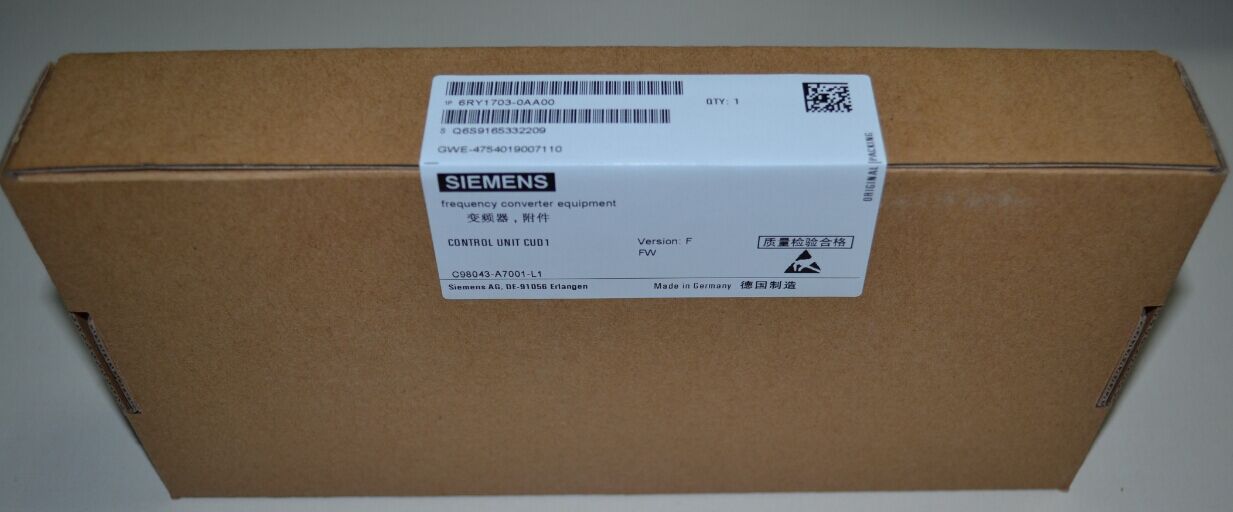 1P 6RY1703-0AA00
QTY: 1
S Q6S9165332209
GWE-4754019007110
ORIGINAL PACKING
SIEMENS
frequency converter equipment
变频器，附件
CONTROL UNIT CUD1
Version: F
FW
质量检验合格
C98043-A7001-L1
Siemens AG, DE-91056 Erlangen
Made in Germany 德国制造